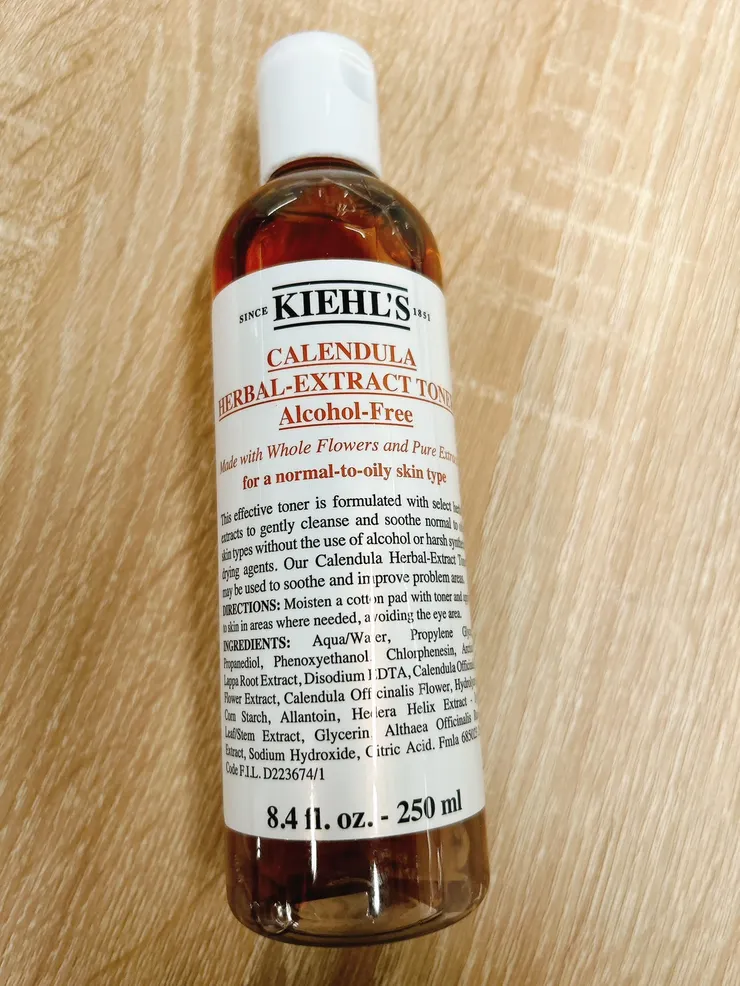 SINCE KIEHL'S 1851
CALENDULA
HERBAL-EXTRACT TONE
Alcohol-Free
Made with Whole Flowers and Pure Extra
for a normal-to-oily skin type
This effective toner is formulated with select
extracts to gently cleanse and soothe normal to
skin types without the use of alcohol or harsh
drying agents. Our Calendula Herbal-Extract
may be used to soothe and improve problem areas.
DIRECTIONS: Moisten a cotton pad with toner and
to skin in areas where needed, avoiding the eye area.
INGREDIENTS: Aqua/Water, Propylene
Propanediol, Phenoxyethanol, Chlorphenesin,
Lappa Root Extract, Disodium EDTA, Calendula
Flower Extract, Calendula Officinalis Flower,
Corn Starch, Allantoin, Hedera Helix Extract -
Leaf/Stem Extract, Glycerin, Althaea Officinalis
Extract, Sodium Hydroxide, Citric Acid. Fmla
Code F.I.L. D223674/1
8.4 fl. oz. - 250 ml